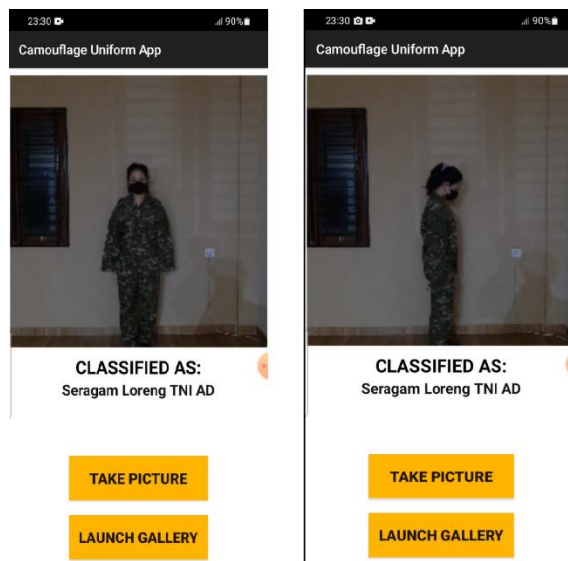 23:30 90%
Camouflage Uniform App
CLASSIFIED AS:
Seragam Loreng TNI AD
TAKE PICTURE
LAUNCH GALLERY
23:30 90%
Camouflage Uniform App
CLASSIFIED AS:
Seragam Loreng TNI AD
TAKE PICTURE
LAUNCH GALLERY